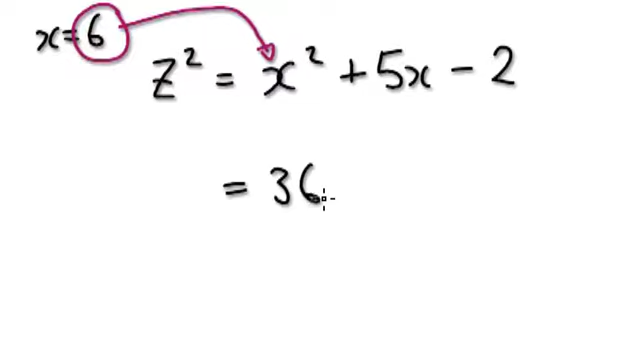 x=6
z² = x² + 5x - 2
= 36